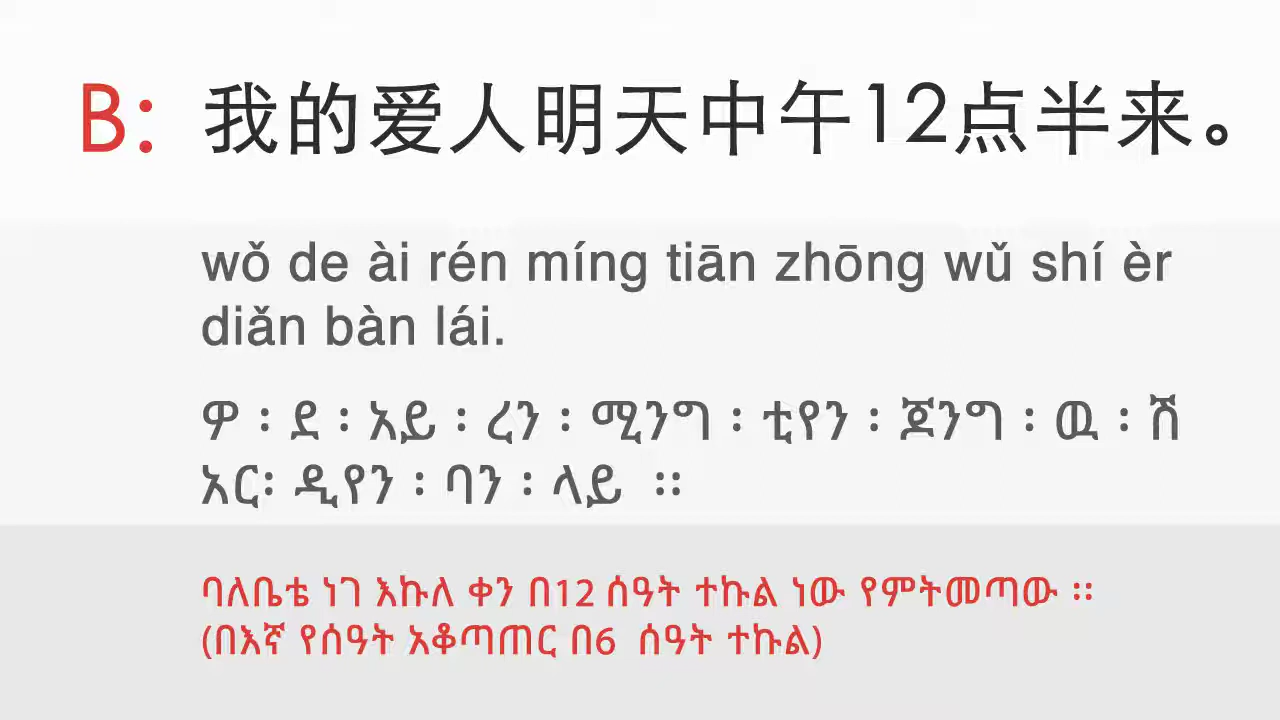 B: 我的爱人明天中午12点半来。
wǒ de ài rén míng tiān zhōng wǔ shí èr
diǎn bàn lái.
ዎ ፡ ደ ፡ አይ ፡ ረን ፡ ሚንግ ፡ ቲየን ፡ ጆንግ ፡ ዉ ፡ ሽ
አር፡ ዲየን ፡ ባን ፡ ላይ ፡፡
ባለቤቴ ነገ እኩለ ቀን በ12 ሰዓት ተኩል ነው የምትመጣው ፡፡
(በእኛ የሰዓት አቆጣጠር በ6 ሰዓት ተኩል)